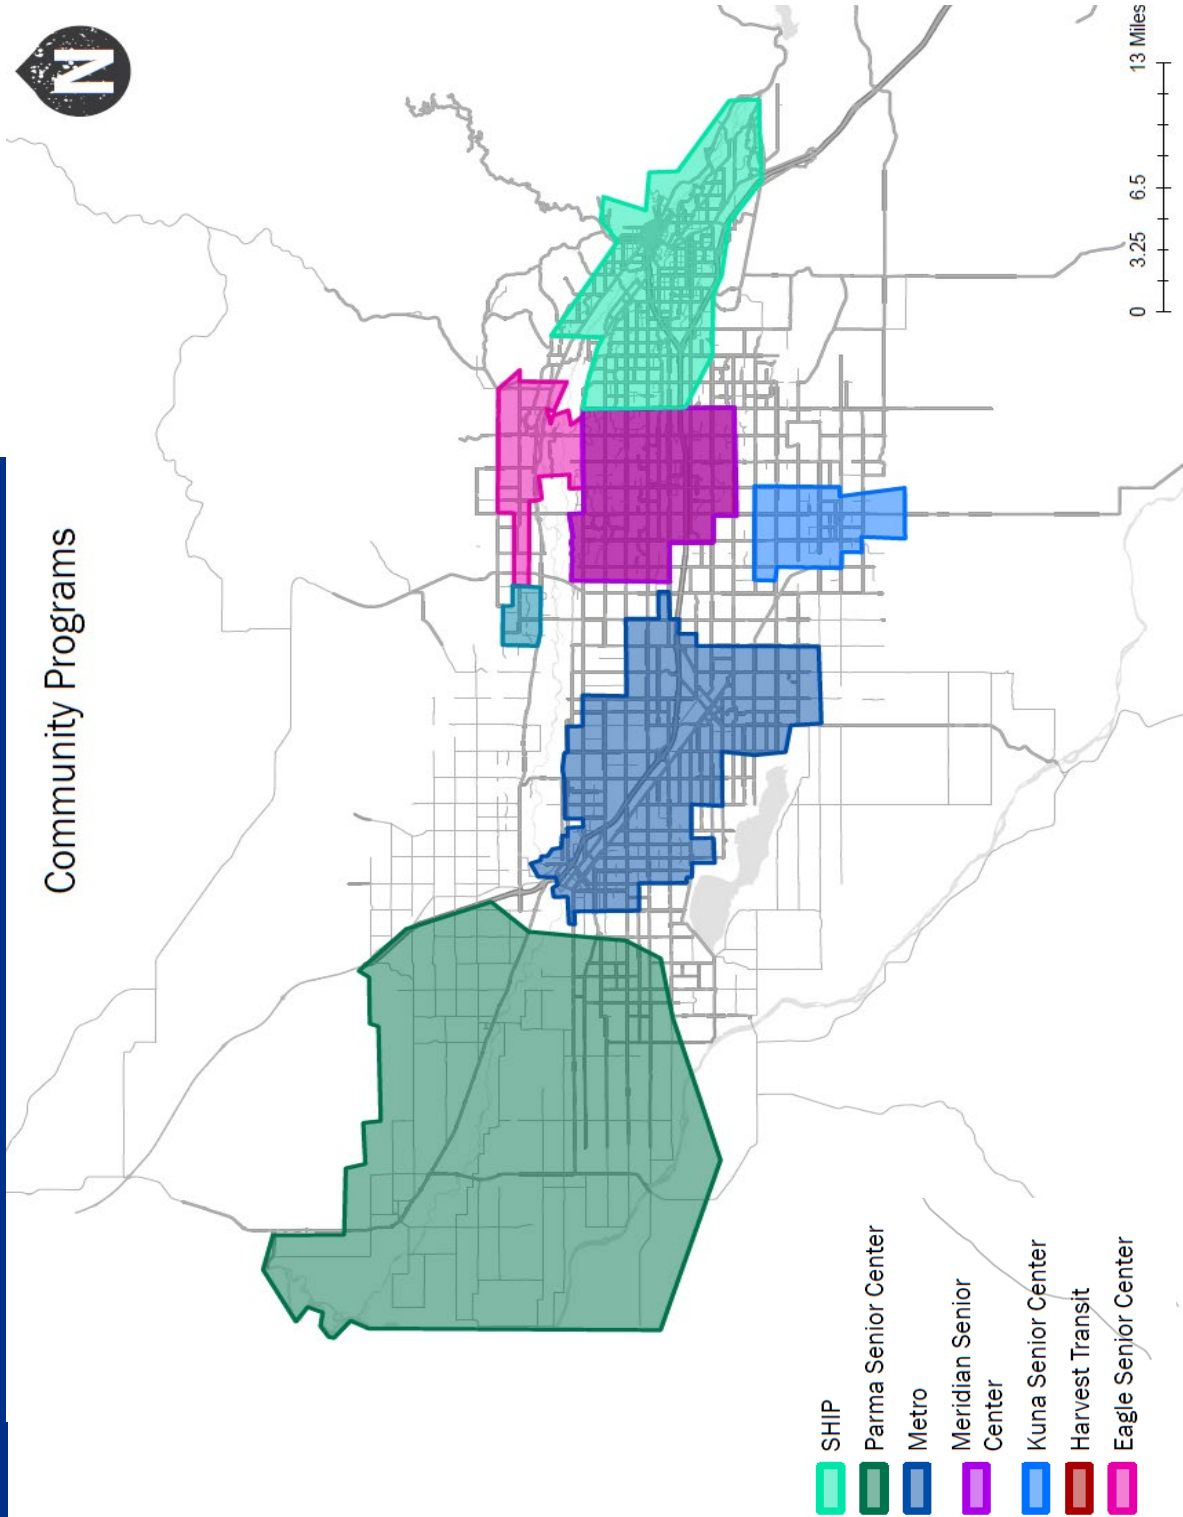 Community Programs
N
SHIP
Parma Senior Center
Metro
Meridian Senior
Center
Kuna Senior Center
Harvest Transit
Eagle Senior Center
0 3.25 6.5 13 Miles